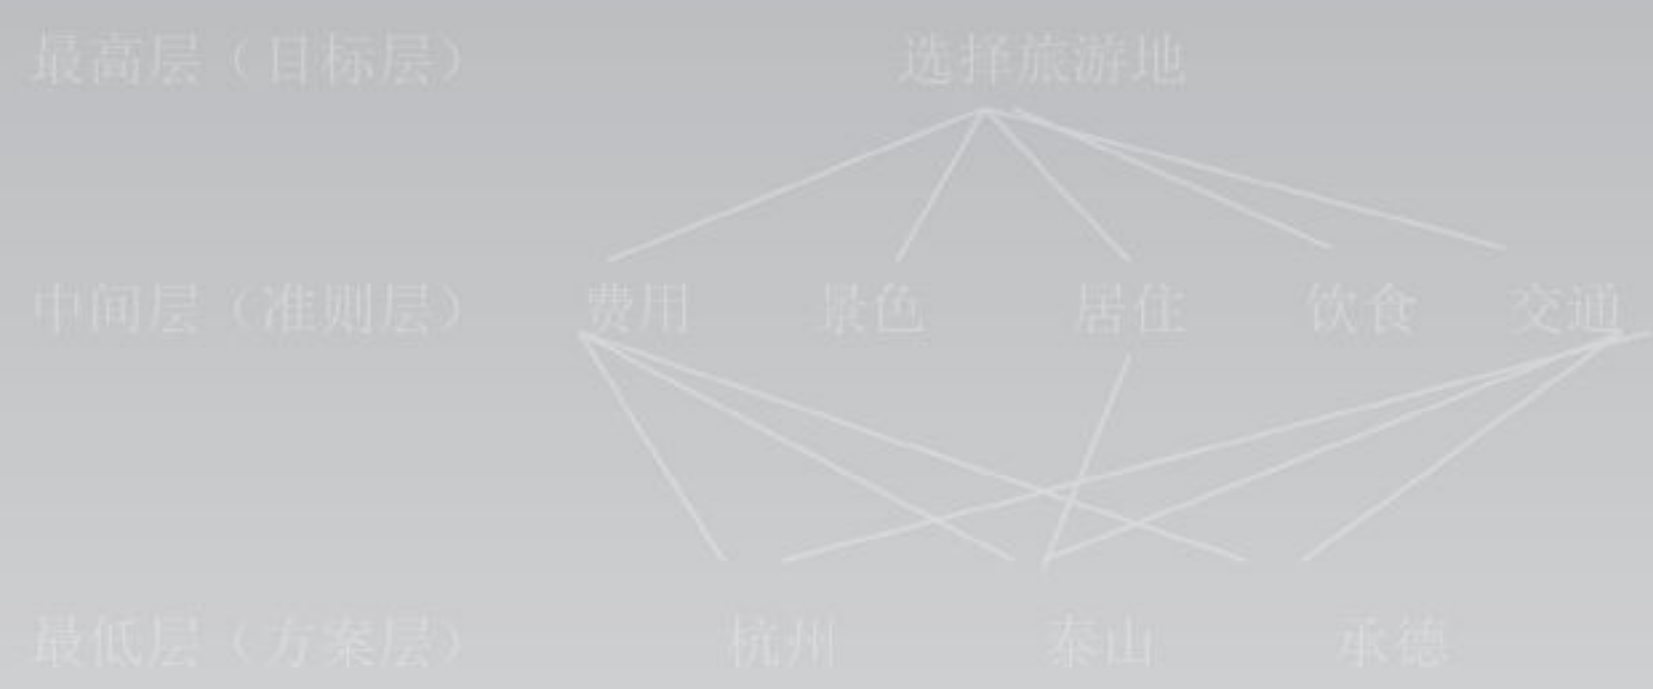 最高层（目标层） 选择旅游地
中间层（准则层） 费用 景色 居住 饮食 交通
最低层（方案层） 杭州 泰山 承德